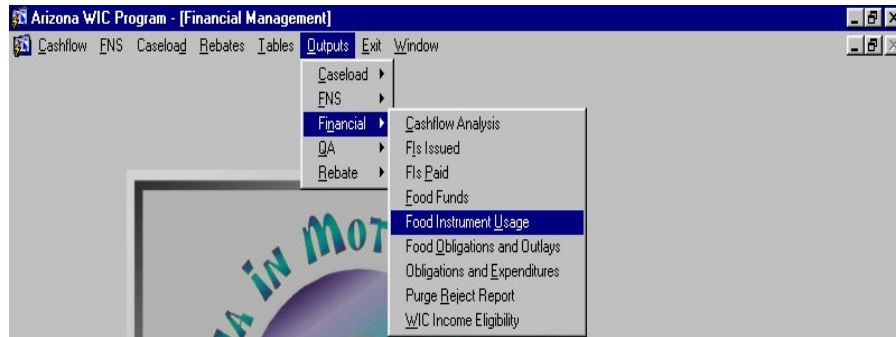 Arizona WIC Program - [Financial Management]
Cashflow FNS Caseload Rebates Tables Outputs Exit Window
Caseload
FNS
Financial
QA
Rebate
Cashflow Analysis
FIs Issued
FIs Paid
Food Funds
Food Instrument Usage
Food Obligations and Outlays
Obligations and Expenditures
Purge Reject Report
WIC Income Eligibility
A IN MOT